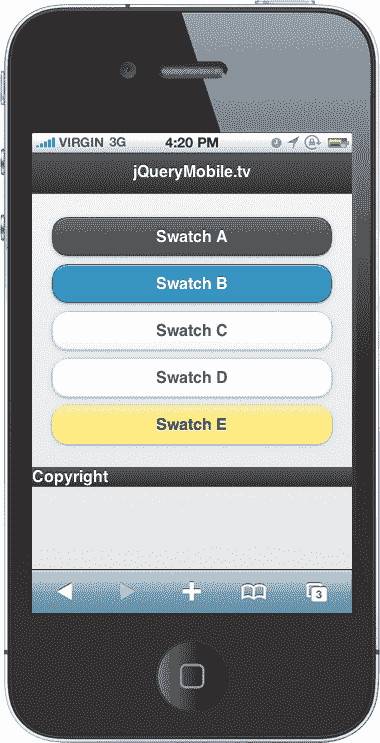 VIRGIN 3G 4:20 PM
jQueryMobile.tv
Swatch A
Swatch B
Swatch C
Swatch D
Swatch E
Copyright
3